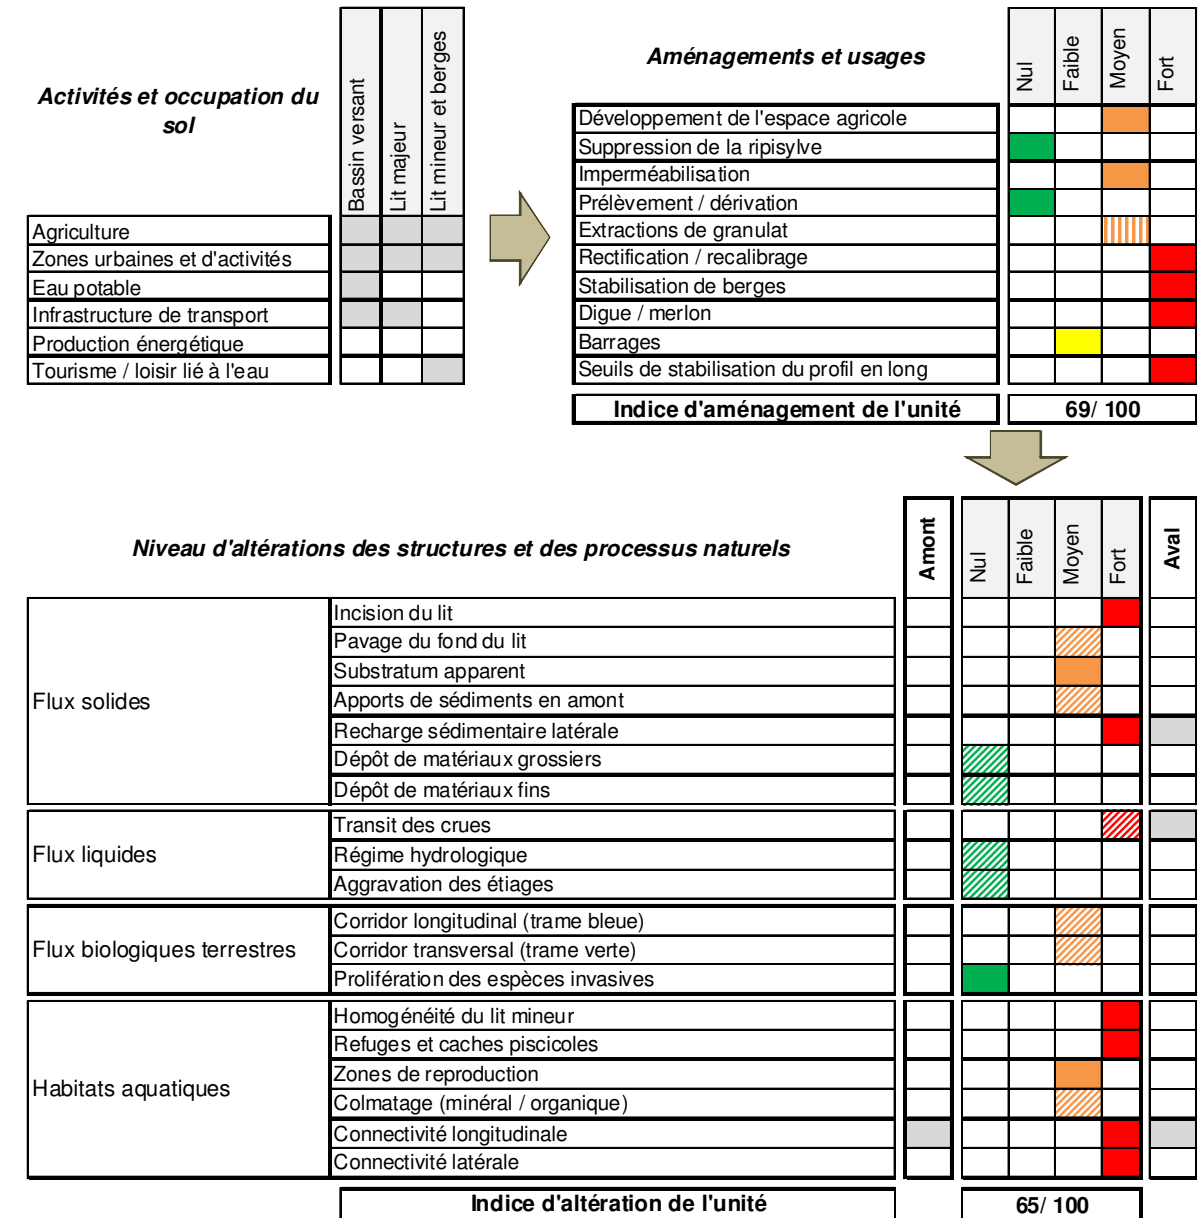 Activités et occupation du
sol
Bassin versant
Lit majeur
Lit mineur et berges
Agriculture
Zones urbaines et d'activités
Eau potable
Infrastructure de transport
Production énergétique
Tourisme / loisir lié à l'eau
Aménagements et usages
Nul
Faible
Moyen
Fort
Développement de l'espace agricole
Suppression de la ripisylve
Imperméabilisation
Prélèvement / dérivation
Extractions de granulat
Rectification / recalibrage
Stabilisation de berges
Digue / merlon
Barrages
Seuils de stabilisation du profil en long
Indice d'aménagement de l'unité
69/ 100
Niveau d'altérations des structures et des processus naturels
Amont
Nul
Faible
Moyen
Fort
Aval
Flux solides
Incision du lit
Pavage du fond du lit
Substratum apparent
Apports de sédiments en amont
Recharge sédimentaire latérale
Dépôt de matériaux grossiers
Dépôt de matériaux fins
Flux liquides
Transit des crues
Régime hydrologique
Aggravation des étiages
Flux biologiques terrestres
Corridor longitudinal (trame bleue)
Corridor transversal (trame verte)
Prolifération des espèces invasives
Habitats aquatiques
Homogénéité du lit mineur
Refuges et caches piscicoles
Zones de reproduction
Colmatage (minéral / organique)
Connectivité longitudinale
Connectivité latérale
Indice d'altération de l'unité
65/ 100